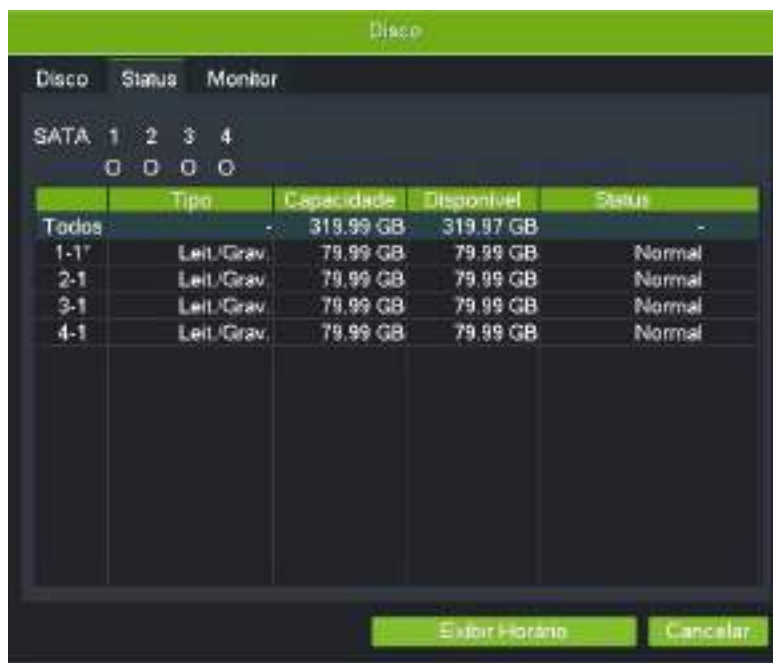 Disco
Disco Status Monitor
SATA 1 2 3 4
O O O O
Tipo Capacidade Disponível Status
Todos - 319.99 GB 319.97 GB -
1-1* Leit./Grav. 79.99 GB 79.99 GB Normal
2-1 Leit./Grav. 79.99 GB 79.99 GB Normal
3-1 Leit./Grav. 79.99 GB 79.99 GB Normal
4-1 Leit./Grav. 79.99 GB 79.99 GB Normal
Exibir Horário Cancelar